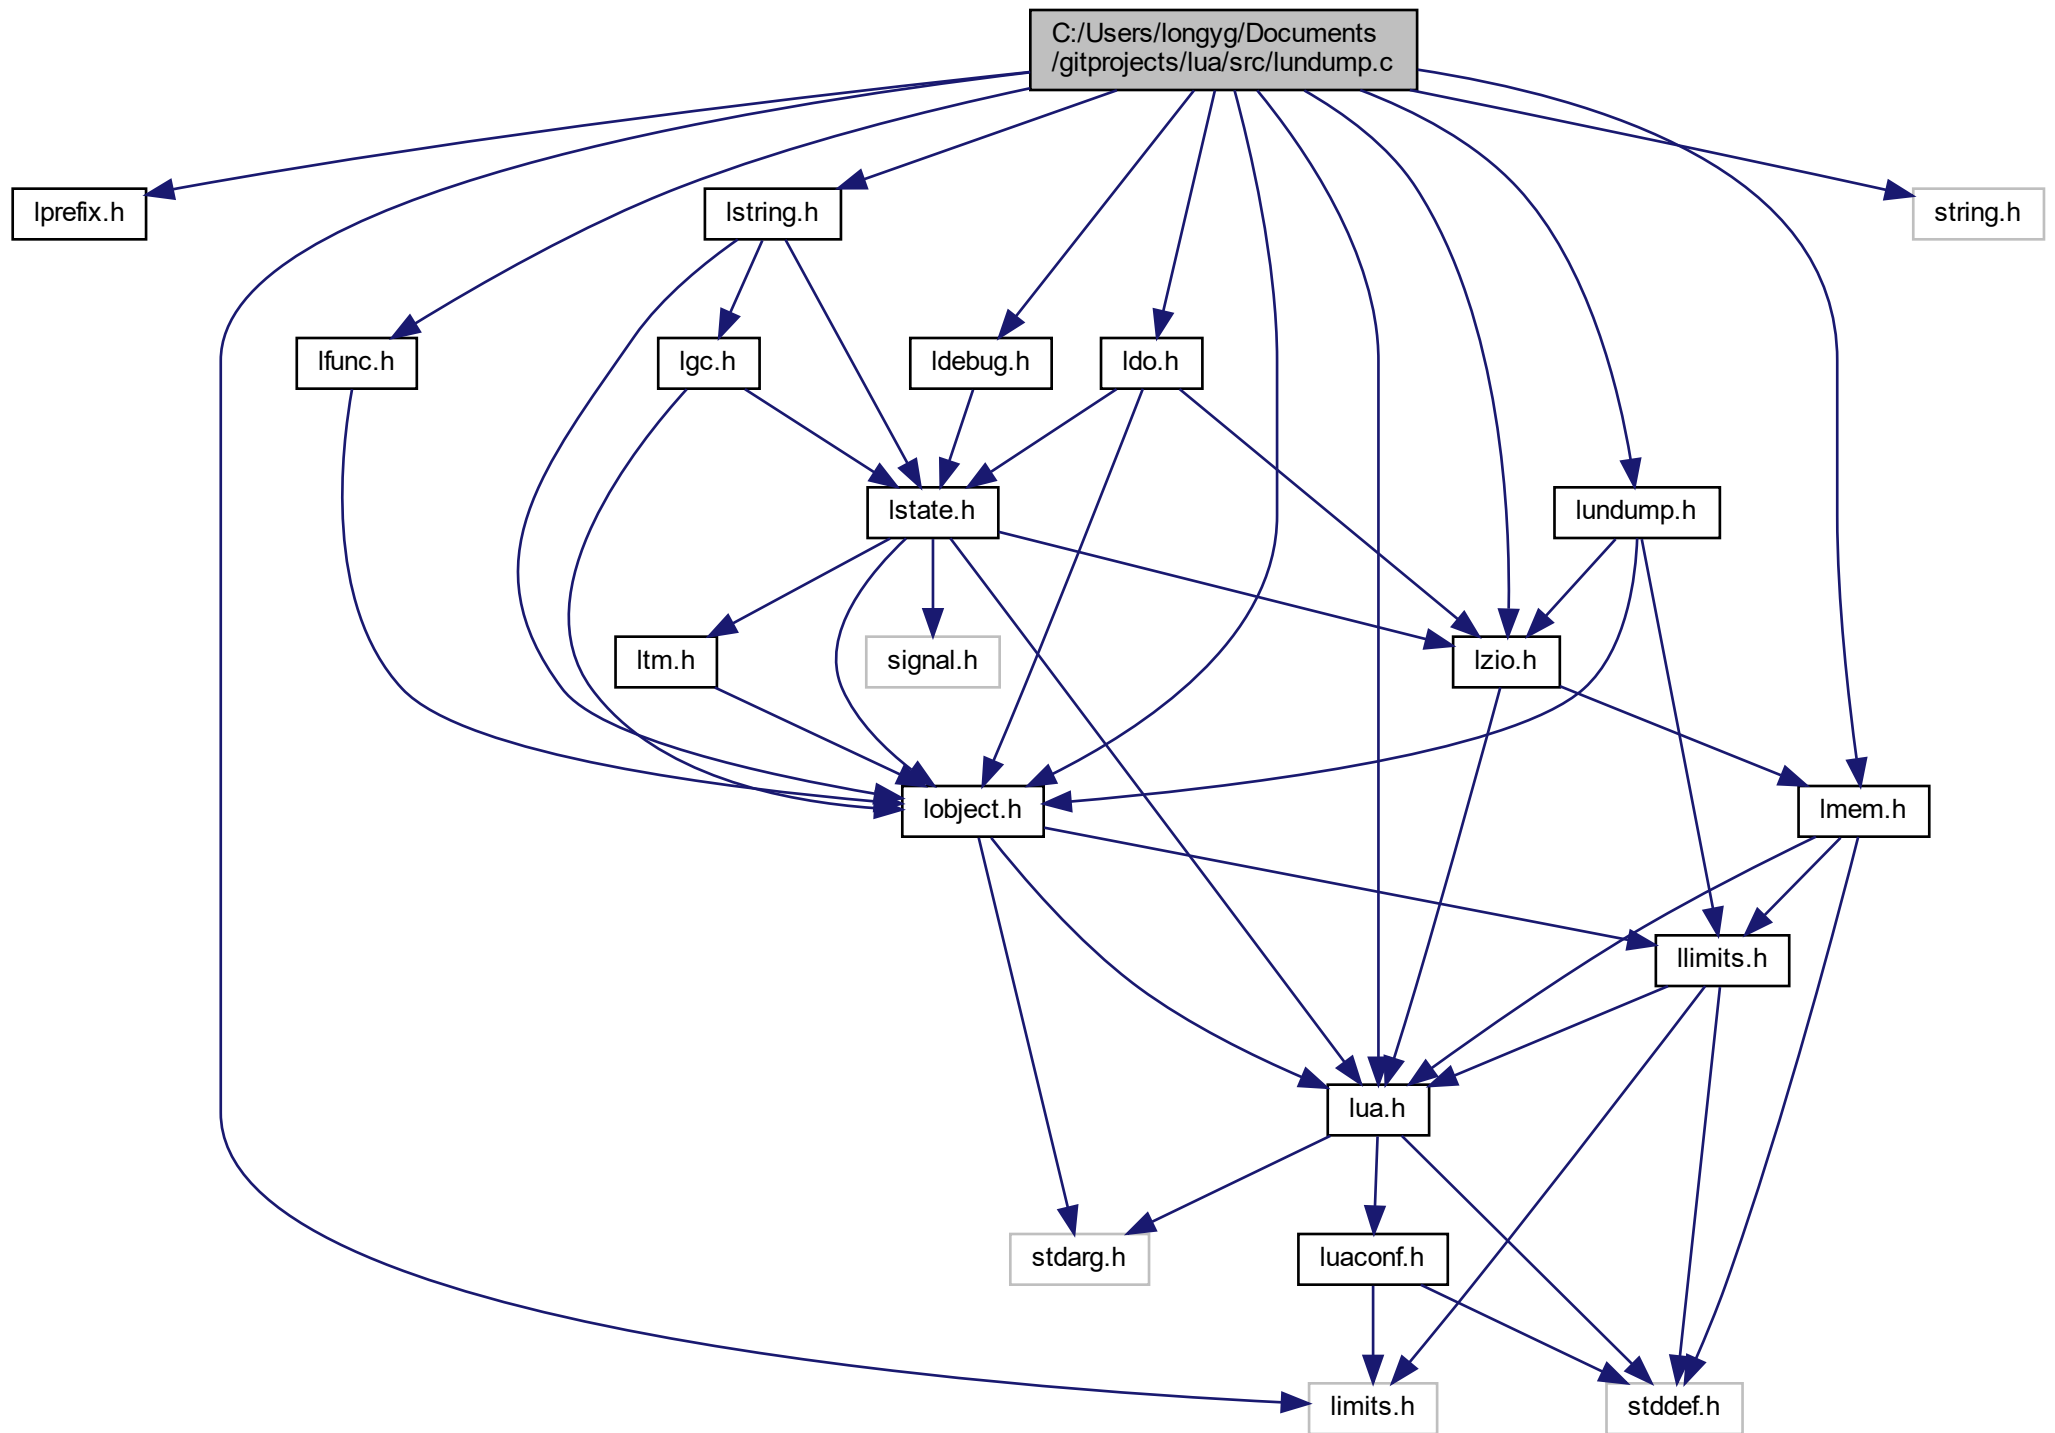 C:/Users/longyg/Documents
/gitprojects/lua/src/lundump.c
lprefix.h
lstring.h
string.h
lfunc.h
lgc.h
ldebug.h
ldo.h
lstate.h
lundump.h
ltm.h
signal.h
lzio.h
lobject.h
lmem.h
llimits.h
lua.h
stdarg.h
luaconf.h
limits.h
stddef.h